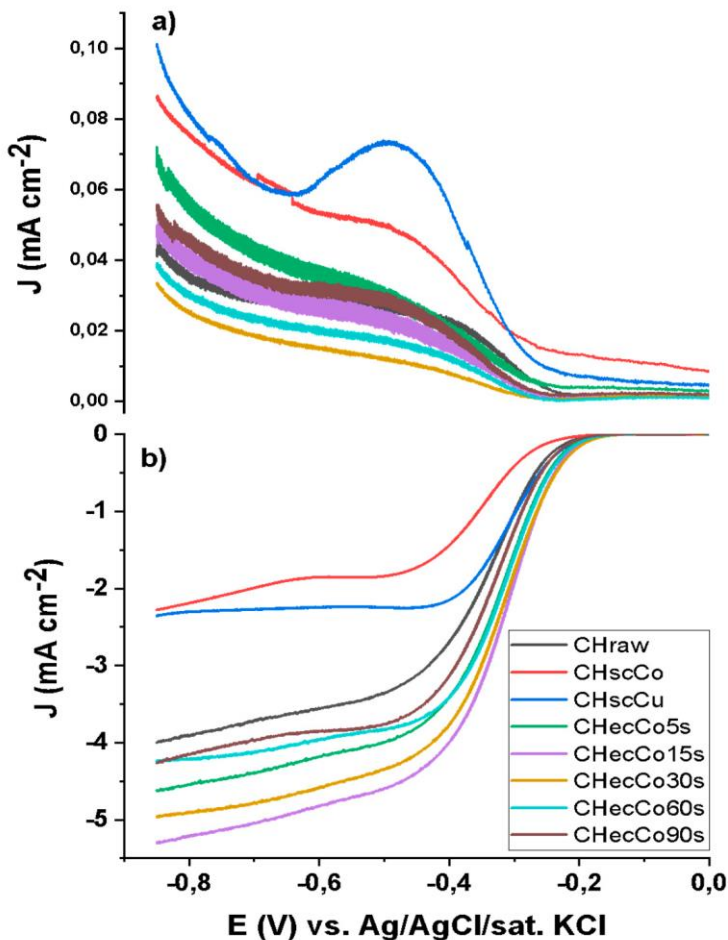 a)
0,10
0,08
0,06
0,04
0,02
0,00
J (mA cm-2)
b)
0
-1
-2
-3
-4
-5
J (mA cm-2)
CHraw
CHscCo
CHscCu
CHecCo5s
CHecCo15s
CHecCo30s
CHecCo60s
CHecCo90s
-0,8 -0,6 -0,4 -0,2 0,0
E (V) vs. Ag/AgCl/sat. KCl